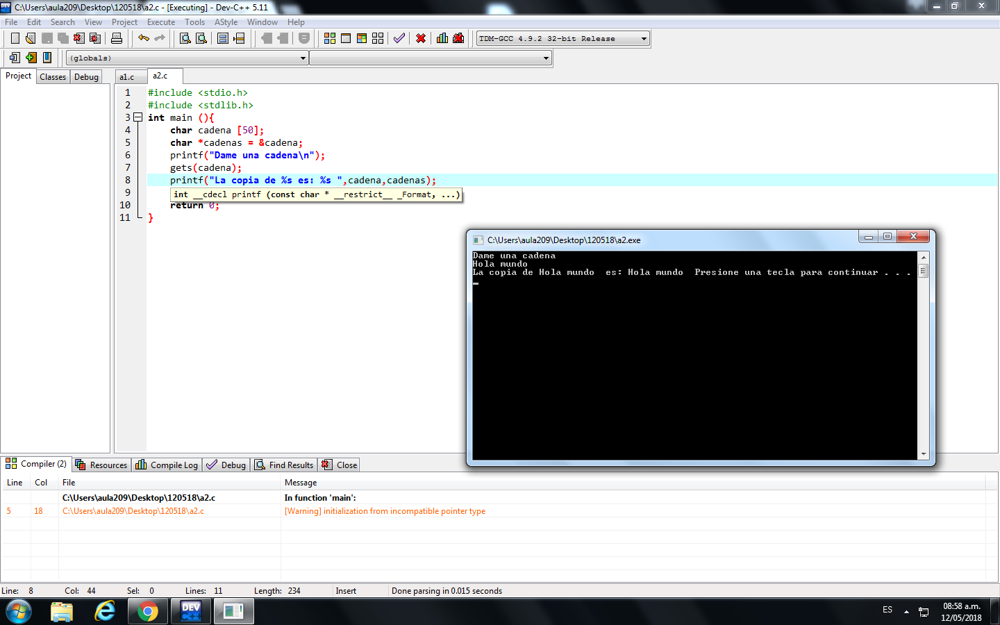 C:\Users\aula209\Desktop\120518\a2.c - [Executing] - Dev-C++ 5.11
File Edit Search View Project Execute Tools AStyle Window Help
TDM-GCC 4.9.2 32-bit Release
(globals)
Project Classes Debug a1.c a2.c
1 #include <stdio.h>
2 #include <stdlib.h>
3 int main (){
4 char cadena [50];
5 char *cadenas = &cadena;
6 printf("Dame una cadena\n");
7 gets(cadena);
8 printf("La copia de %s es: %s ",cadena,cadenas);
9 int __cdecl printf (const char * __restrict__ _Format, ...)
10 return 0;
11 }
C:\Users\aula209\Desktop\120518\a2.exe
Dame una cadena
Hola mundo
La copia de Hola mundo  es: Hola mundo  Presione una tecla para continuar . . .
Compiler (2) Resources Compile Log Debug Find Results Close
Line Col File Message
C:\Users\aula209\Desktop\120518\a2.c In function 'main':
5 18 C:\Users\aula209\Desktop\120518\a2.c [Warning] initialization from incompatible pointer type
Line: 8 Col: 44 Sel: 0 Lines: 11 Length: 234 Insert Done parsing in 0.015 seconds
DEV C++
ES
08:58 a.m.
12/05/2018